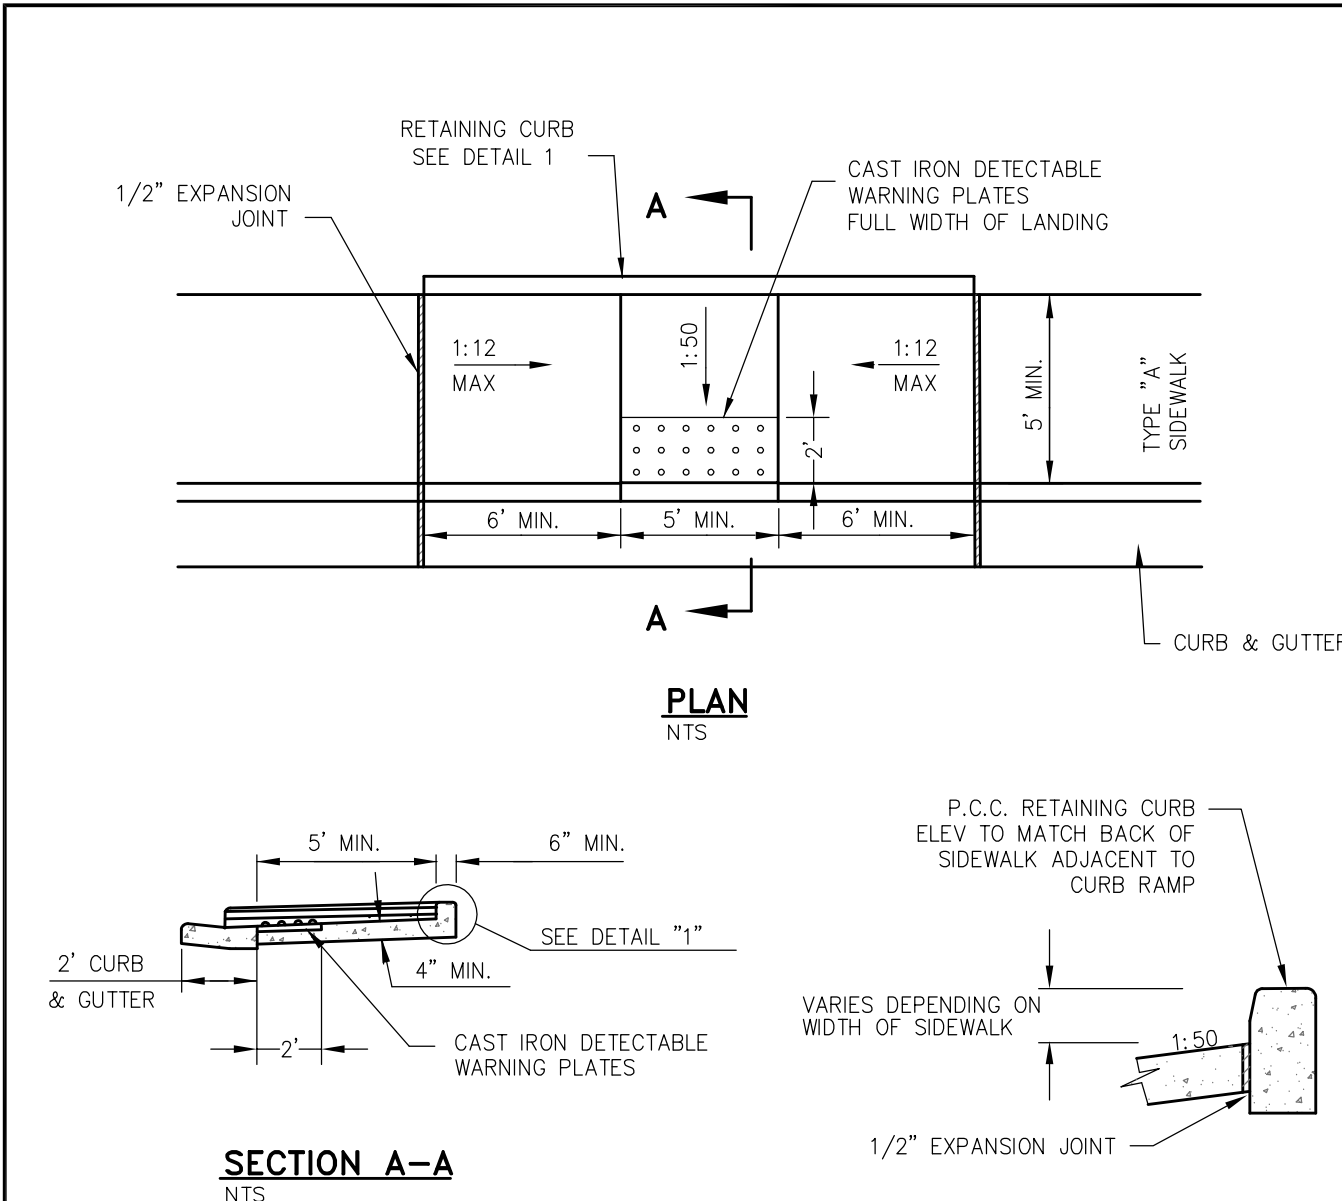 RETAINING CURB
SEE DETAIL 1
1/2" EXPANSION
JOINT
A
CAST IRON DETECTABLE
WARNING PLATES
FULL WIDTH OF LANDING
1:12
MAX
1:50
1:12
MAX
2'
5' MIN.
TYPE "A"
SIDEWALK
6' MIN.
5' MIN.
6' MIN.
A
CURB & GUTTER
PLAN
NTS
5' MIN.
6" MIN.
SEE DETAIL "1"
4" MIN.
2' CURB
& GUTTER
2'
CAST IRON DETECTABLE
WARNING PLATES
SECTION A-A
NTS
P.C.C. RETAINING CURB
ELEV TO MATCH BACK OF
SIDEWALK ADJACENT TO
CURB RAMP
VARIES DEPENDING ON
WIDTH OF SIDEWALK
1:50
1/2" EXPANSION JOINT